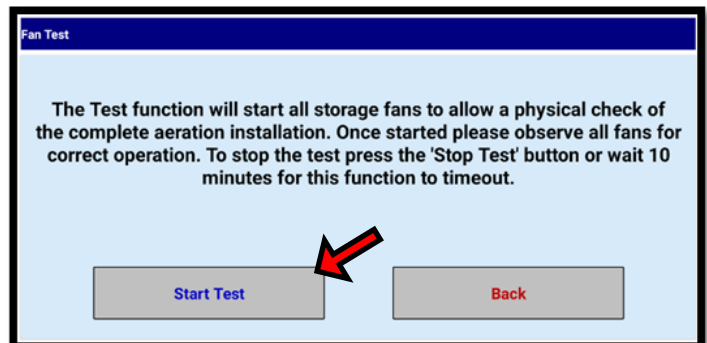 Fan Test
The Test function will start all storage fans to allow a physical check of
the complete aeration installation. Once started please observe all fans for
correct operation. To stop the test press the 'Stop Test' button or wait 10
minutes for this function to timeout.
Start Test
Back